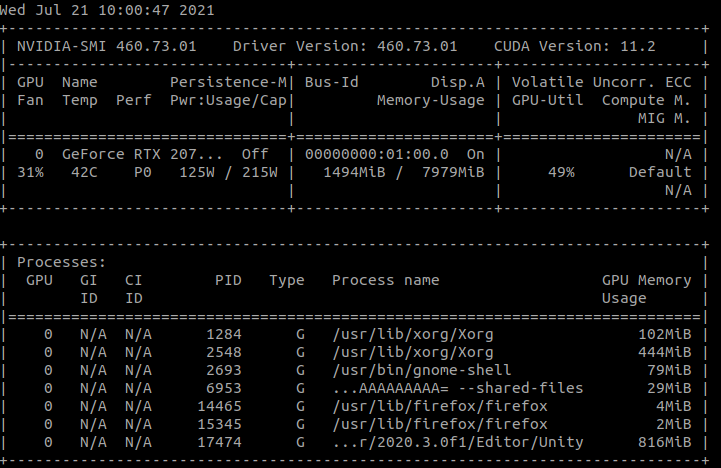 Wed Jul 21 10:00:47 2021
+-----------------------------------------------------------------------------+
| NVIDIA-SMI 460.73.01    Driver Version: 460.73.01    CUDA Version: 11.2     |
|-------------------------------+----------------------+----------------------+
| GPU  Name        Persistence-M| Bus-Id        Disp.A | Volatile Uncorr. ECC |
| Fan  Temp  Perf  Pwr:Usage/Cap|         Memory-Usage | GPU-Util  Compute M. |
|                               |                      |               MIG M. |
|===============================+======================+======================|
|   0  GeForce RTX 207...  Off  | 00000000:01:00.0  On |                  N/A |
| 31%   42C    P0   125W / 215W |   1494MiB /  7979MiB |     49%      Default |
|                               |                      |                  N/A |
+-------------------------------+----------------------+----------------------+

+-----------------------------------------------------------------------------+
| Processes:                                                                  |
|  GPU   GI   CI        PID   Type   Process name                  GPU Memory |
|        ID   ID                                                   Usage      |
|=============================================================================|
|    0   N/A  N/A      1284      G   /usr/lib/xorg/Xorg                102MiB |
|    0   N/A  N/A      2548      G   /usr/lib/xorg/Xorg                444MiB |
|    0   N/A  N/A      2693      G   /usr/bin/gnome-shell               79MiB |
|    0   N/A  N/A      6953      G   ...AAAAAAAAA= --shared-files       29MiB |
|    0   N/A  N/A     14465      G   /usr/lib/firefox/firefox            4MiB |
|    0   N/A  N/A     15345      G   /usr/lib/firefox/firefox            2MiB |
|    0   N/A  N/A     17474      G   ...r/2020.3.0f1/Editor/Unity      816MiB |
+-----------------------------------------------------------------------------+